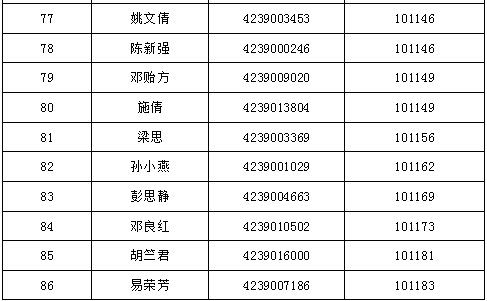 77 姚文倩 4239003453 101146
78 陈新强 4239000246 101146
79 邓贻方 4239009020 101149
80 施倩 4239013804 101149
81 梁思 4239003369 101156
82 孙小燕 4239001029 101162
83 彭思静 4239004663 101169
84 邓良红 4239010502 101173
85 胡竺君 4239016000 101181
86 易荣芳 4239007186 101183